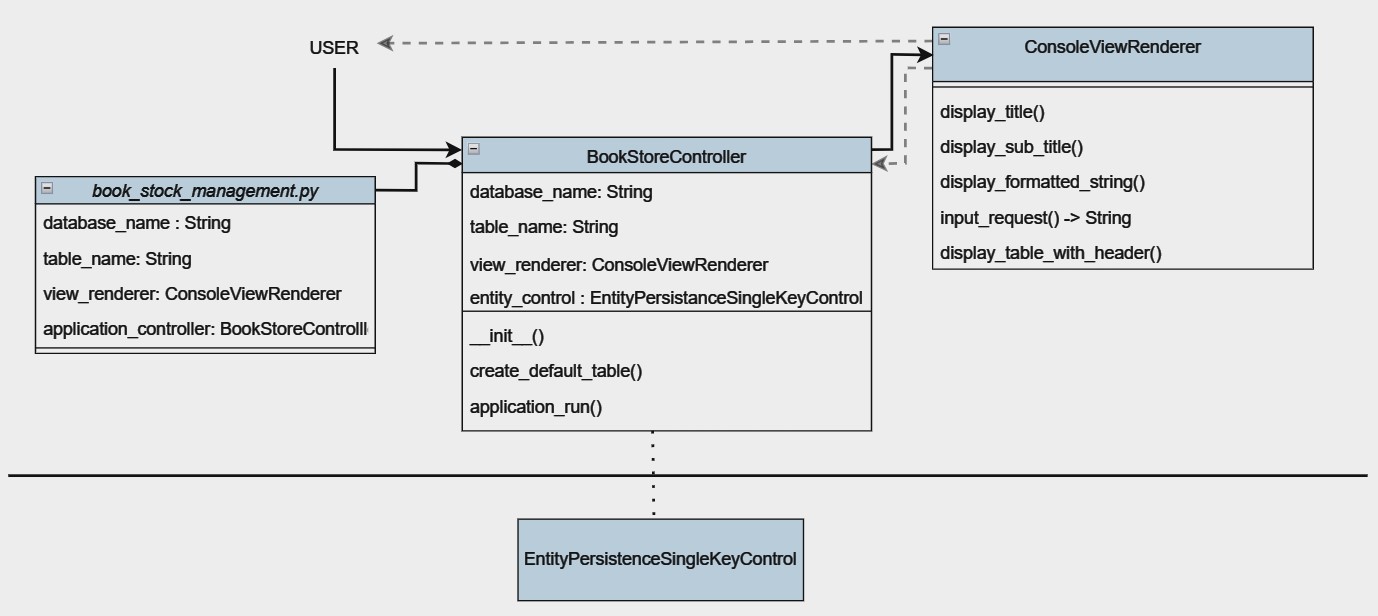 USER
ConsoleViewRenderer
display_title()
display_sub_title()
display_formatted_string()
input_request() -> String
display_table_with_header()
BookStoreController
database_name: String
table_name: String
view_renderer: ConsoleViewRenderer
entity_control : EntityPersistanceSingleKeyControl
__init__()
create_default_table()
application_run()
book_stock_management.py
database_name : String
table_name: String
view_renderer: ConsoleViewRenderer
application_controller: BookStoreControll
EntityPersistenceSingleKeyControl